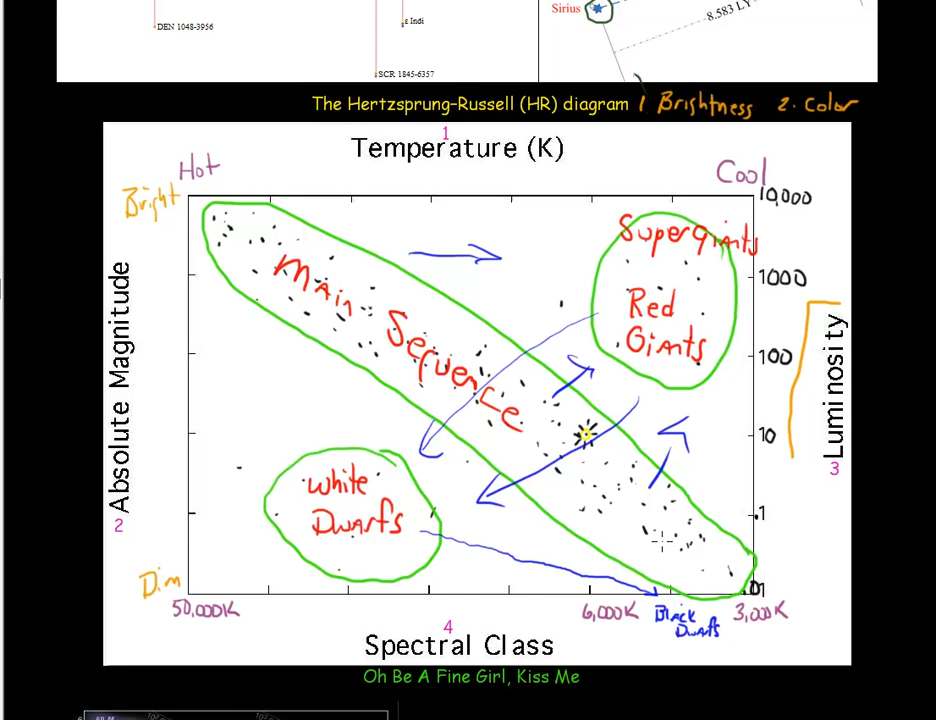 Sirius
8.583 LY
DEN 1048-3956
ε Indi
SCR 1845-6357
The Hertzsprung-Russell (HR) diagram 1 Brightness 2. Color
1
Temperature (K)
Hot
Cool
Bright
10,000
Supergiants
1000
Main
Sequence
Red
Giants
100
Absolute Magnitude
Luminosity
10
3
White
Dwarfs
2
.1
Dim
.01
50,000K
6,000K
Black
Dwarfs
3,000K
4
Spectral Class
Oh Be A Fine Girl, Kiss Me